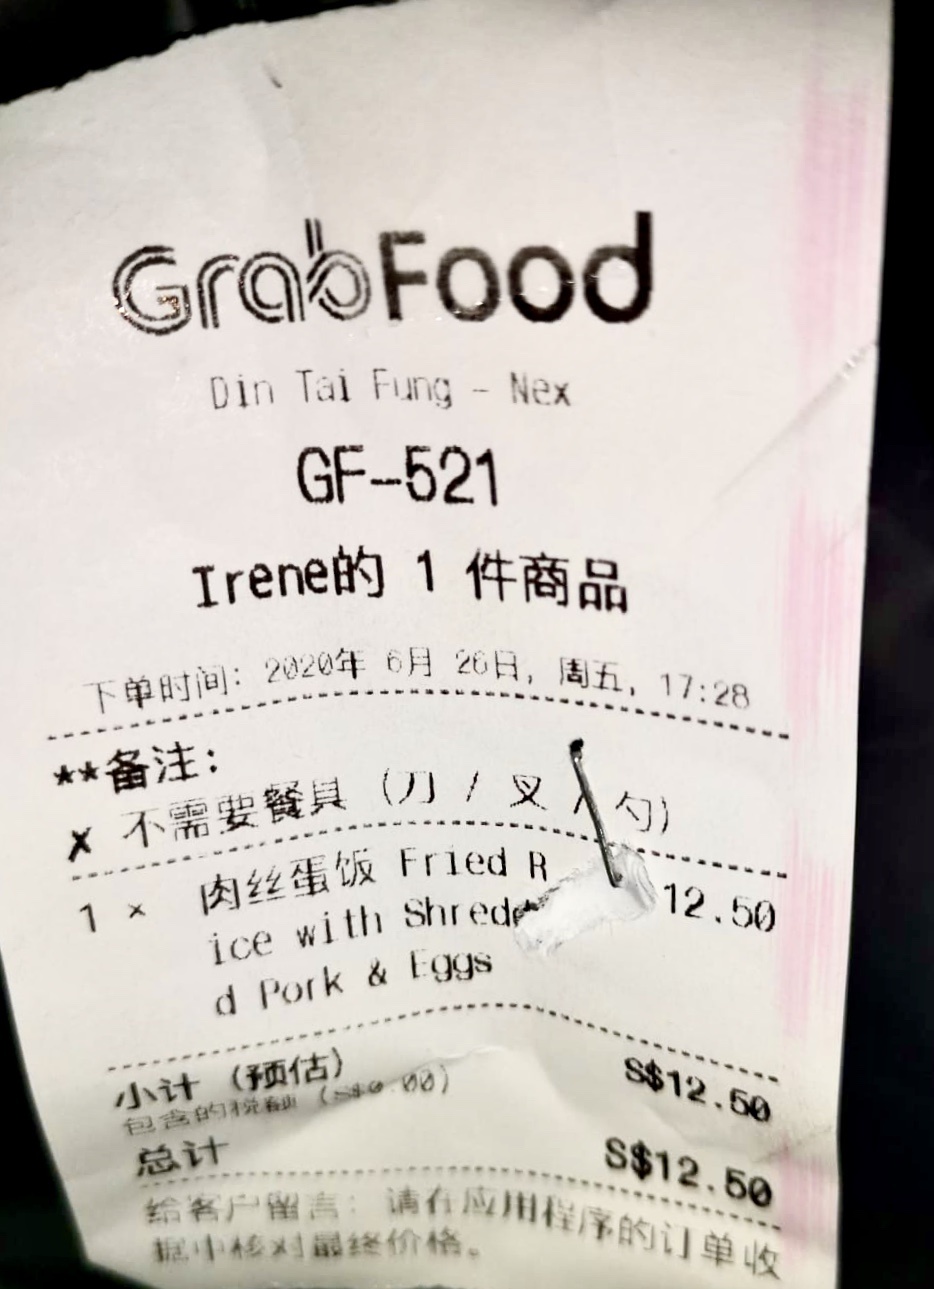 GrabFood
Din Tai Fung - Nex
GF-521
Irene的 1 件商品
下单时间: 2020年 6月 26日, 周五, 17:28
**备注:
X 不需要餐具 (刀 / 叉 / 勺)
1 × 肉丝蛋饭 Fried R 12.50
ice with Shredde
d Pork & Eggs
小计 (预估) S$12.50
包含的税额 (S$0.00)
总计 S$12.50
给客户留言: 请在应用程序的订单收
据中核对最终价格。